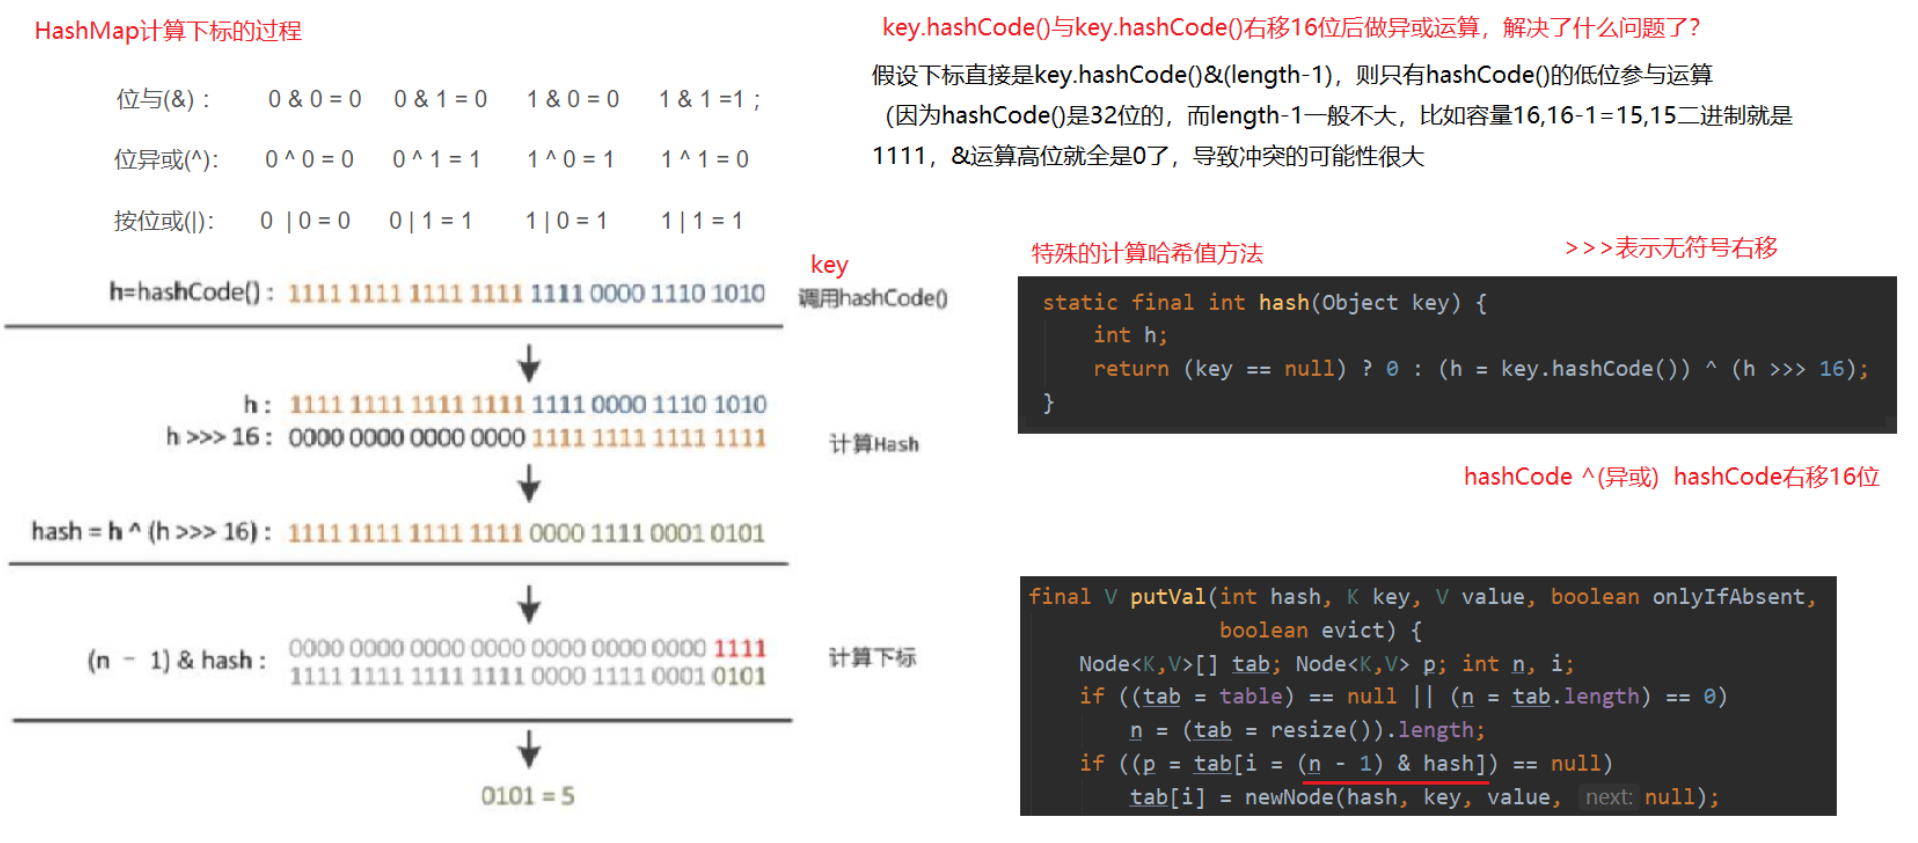 HashMap计算下标的过程
位与(&) :  0 & 0 = 0  0 & 1 = 0  1 & 0 = 0  1 & 1 =1 ;
位异或(^):  0 ^ 0 = 0  0 ^ 1 = 1  1 ^ 0 = 1  1 ^ 1 = 0
按位或(|):  0 | 0 = 0  0 | 1 = 1  1 | 0 = 1  1 | 1 = 1
h=hashCode() : 1111 1111 1111 1111 1111 0000 1110 1010
key
调用hashCode()
h : 1111 1111 1111 1111 1111 0000 1110 1010
h >>> 16 : 0000 0000 0000 0000 1111 1111 1111 1111
计算Hash
hash = h ^ (h >>> 16) : 1111 1111 1111 1111 0000 1111 0001 0101
(n - 1) & hash :
0000 0000 0000 0000 0000 0000 0000 1111
1111 1111 1111 1111 0000 1111 0001 0101
计算下标
0101 = 5
key.hashCode()与key.hashCode()右移16位后做异或运算，解决了什么问题了？
假设下标直接是key.hashCode()&(length-1)，则只有hashCode()的低位参与运算
（因为hashCode()是32位的，而length-1一般不大，比如容量16,16-1=15,15二进制就是
1111，&运算高位就全是0了，导致冲突的可能性很大
特殊的计算哈希值方法
>>>表示无符号右移
static final int hash(Object key) {
int h;
return (key == null) ? 0 : (h = key.hashCode()) ^ (h >>> 16);
}
hashCode ^(异或) hashCode右移16位
final V putVal(int hash, K key, V value, boolean onlyIfAbsent,
boolean evict) {
Node<K,V>[] tab; Node<K,V> p; int n, i;
if ((tab = table) == null || (n = tab.length) == 0)
n = (tab = resize()).length;
if ((p = tab[i = (n - 1) & hash]) == null)
tab[i] = newNode(hash, key, value, next: null);